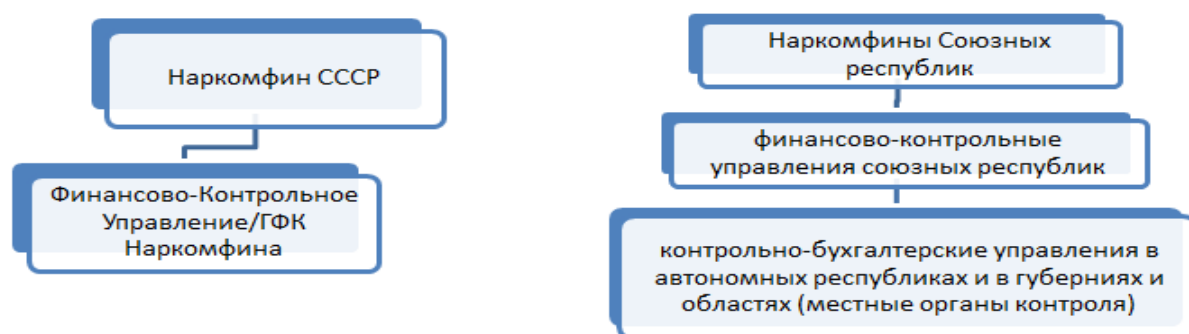 Наркомфин СССР
Финансово-Контрольное
Управление/ГФК
Наркомфина
Наркомфины Союзных
республик
финансово-контрольные
управления союзных республик
контрольно-бухгалтерские управления в
автономных республиках и в губерниях и
областях (местные органы контроля)